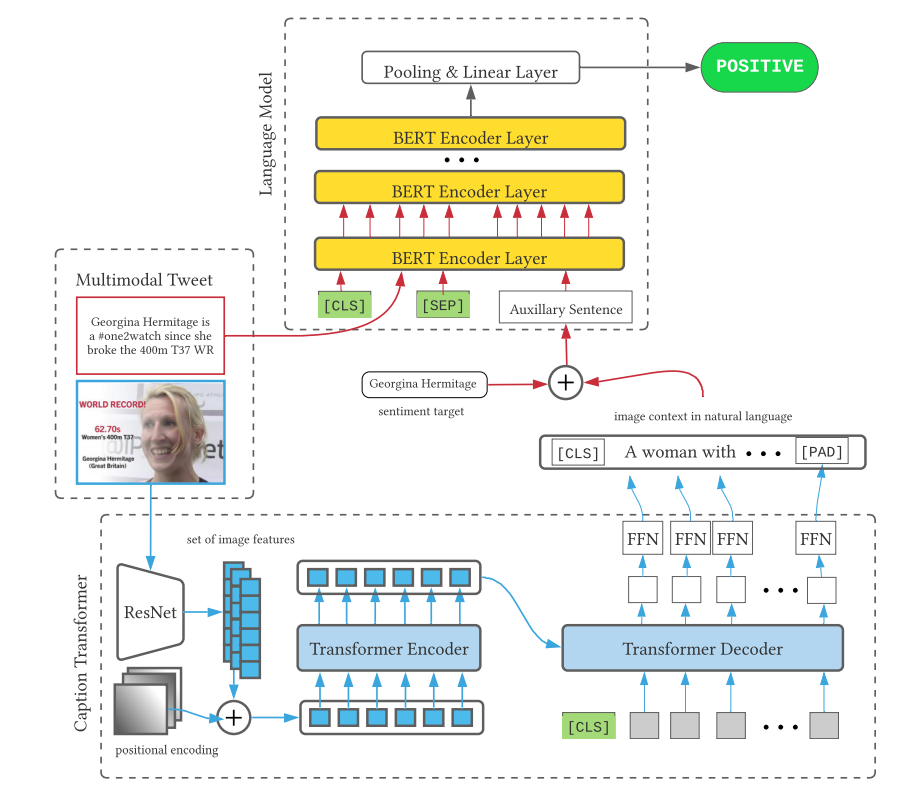 Language Model
Pooling & Linear Layer
POSITIVE
BERT Encoder Layer
• • •
BERT Encoder Layer
BERT Encoder Layer
[CLS]
[SEP]
Auxillary Sentence
Multimodal Tweet
Georgina Hermitage is
a #one2watch since she
broke the 400m T37 WR
WORLD RECORD!
62.70s
Women's 400m T37
Georgina Hermitage
(Great Britain)
Georgina Hermitage
+
sentiment target
image context in natural language
[CLS] A woman with • • • [PAD]
Caption Transformer
set of image features
ResNet
Transformer Encoder
positional encoding
+
FFN FFN FFN FFN
• • •
Transformer Decoder
[CLS]
• • •